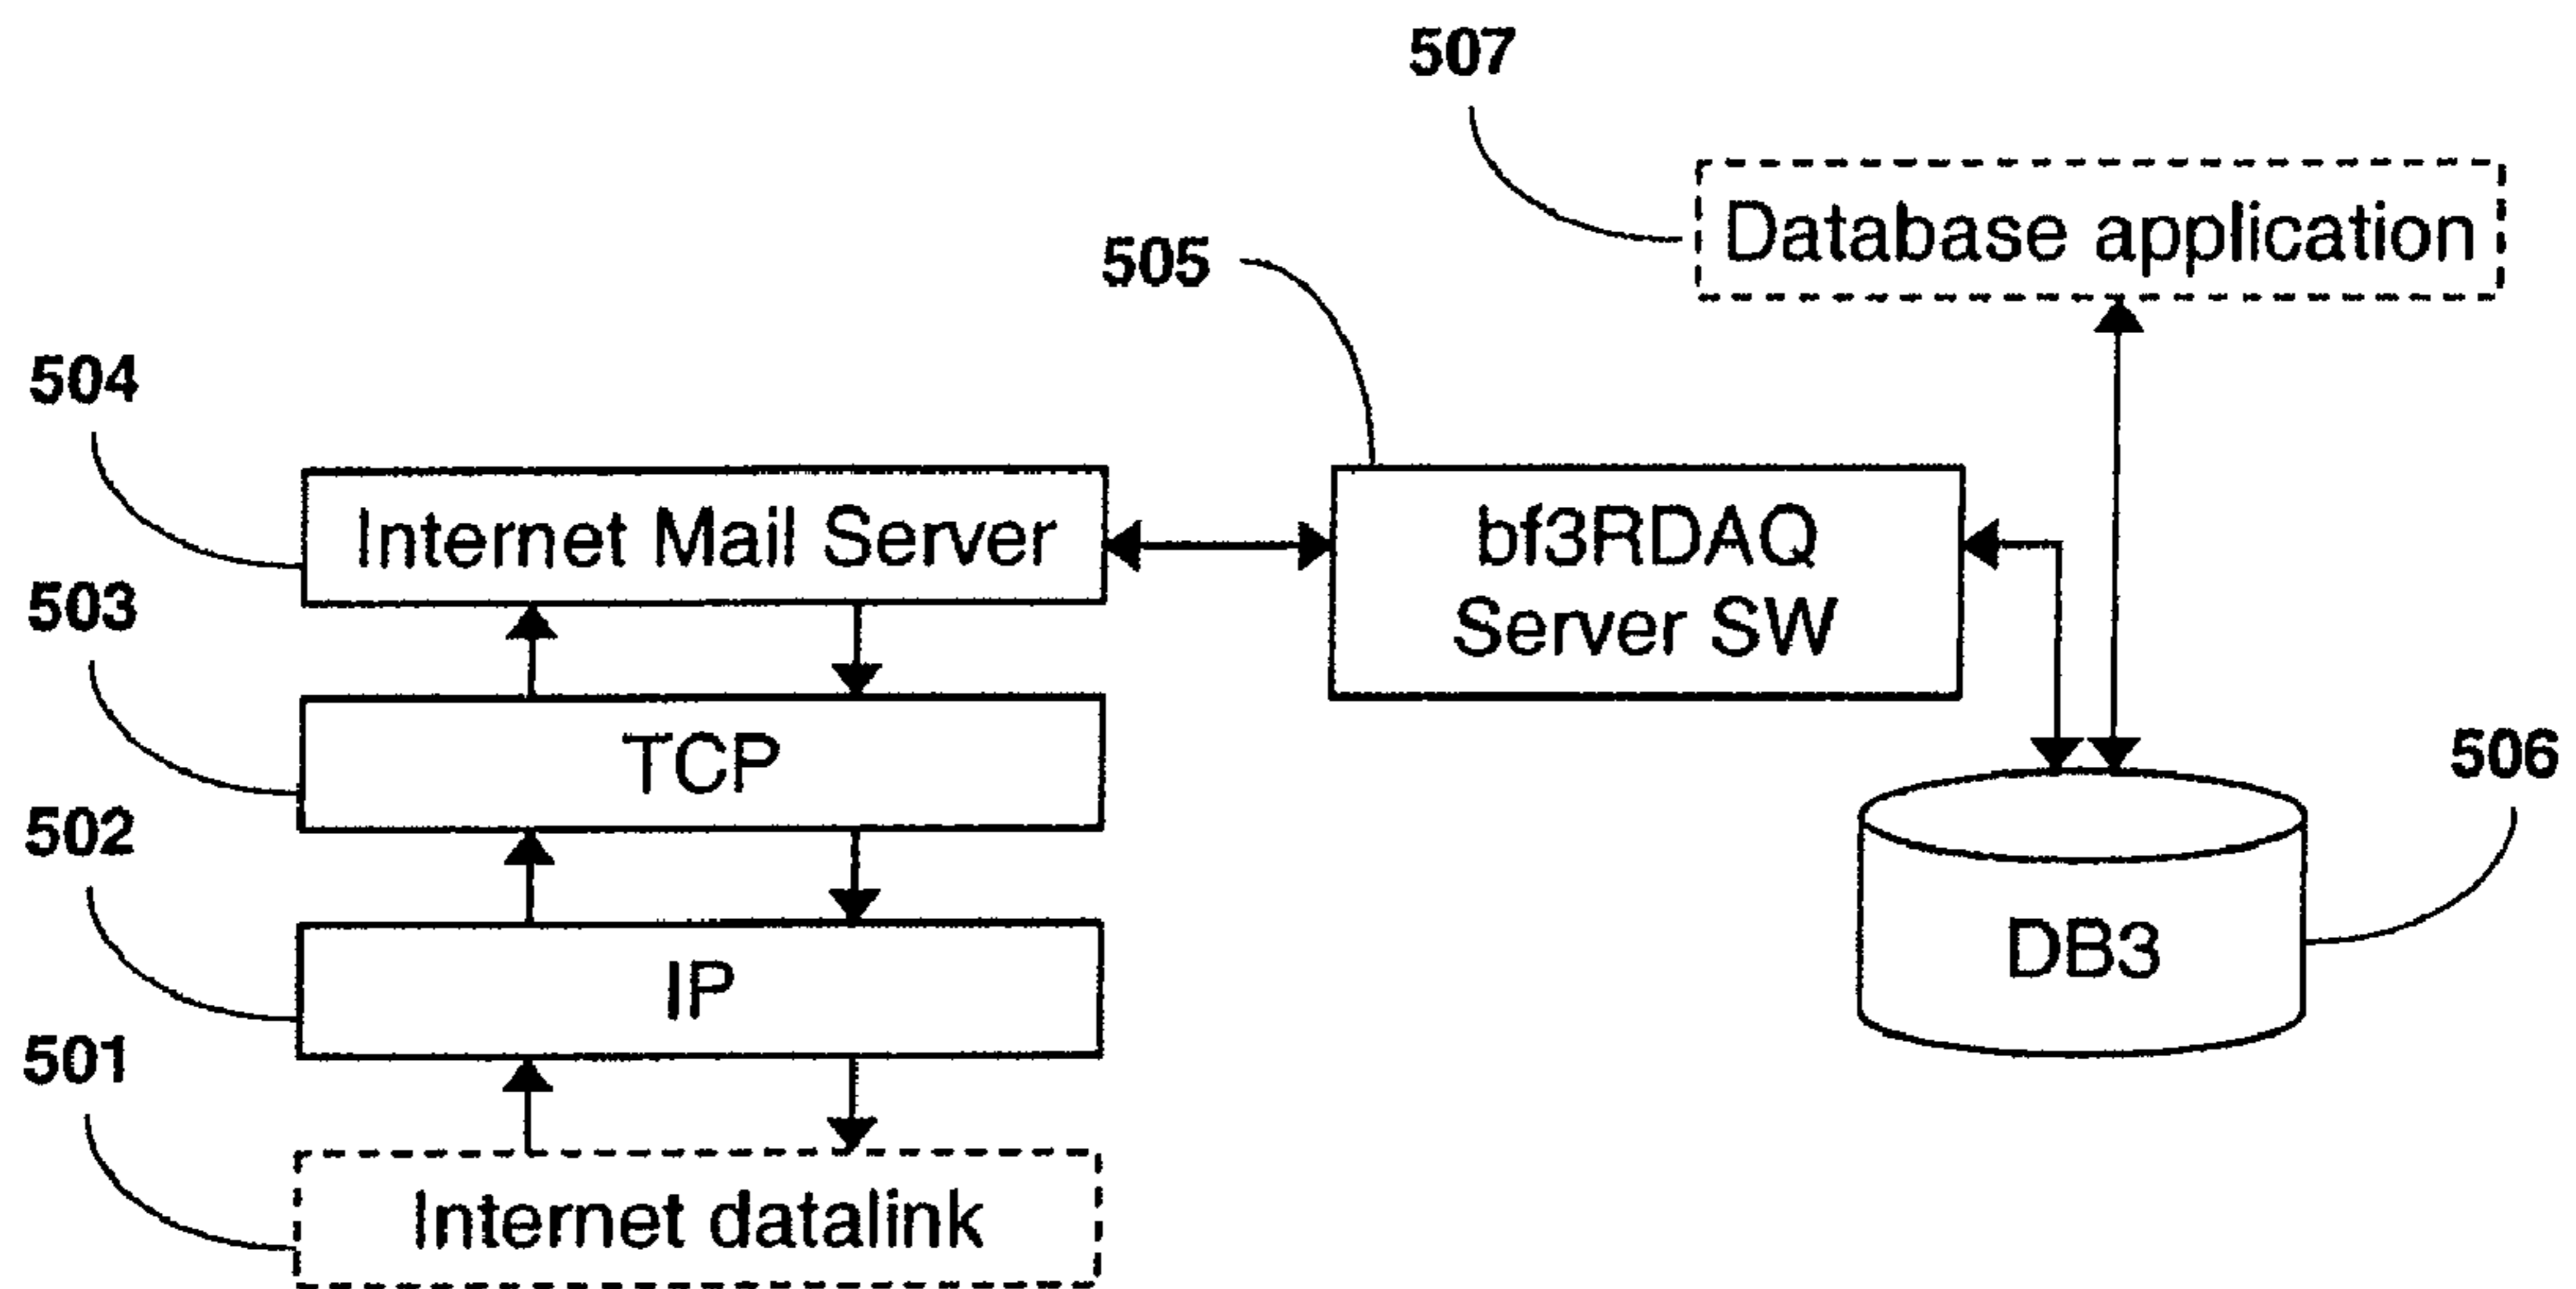 507
Database application
505
504
Internet Mail Server
bf3RDAQ
Server SW
503
TCP
506
502
IP
DB3
501
Internet datalink